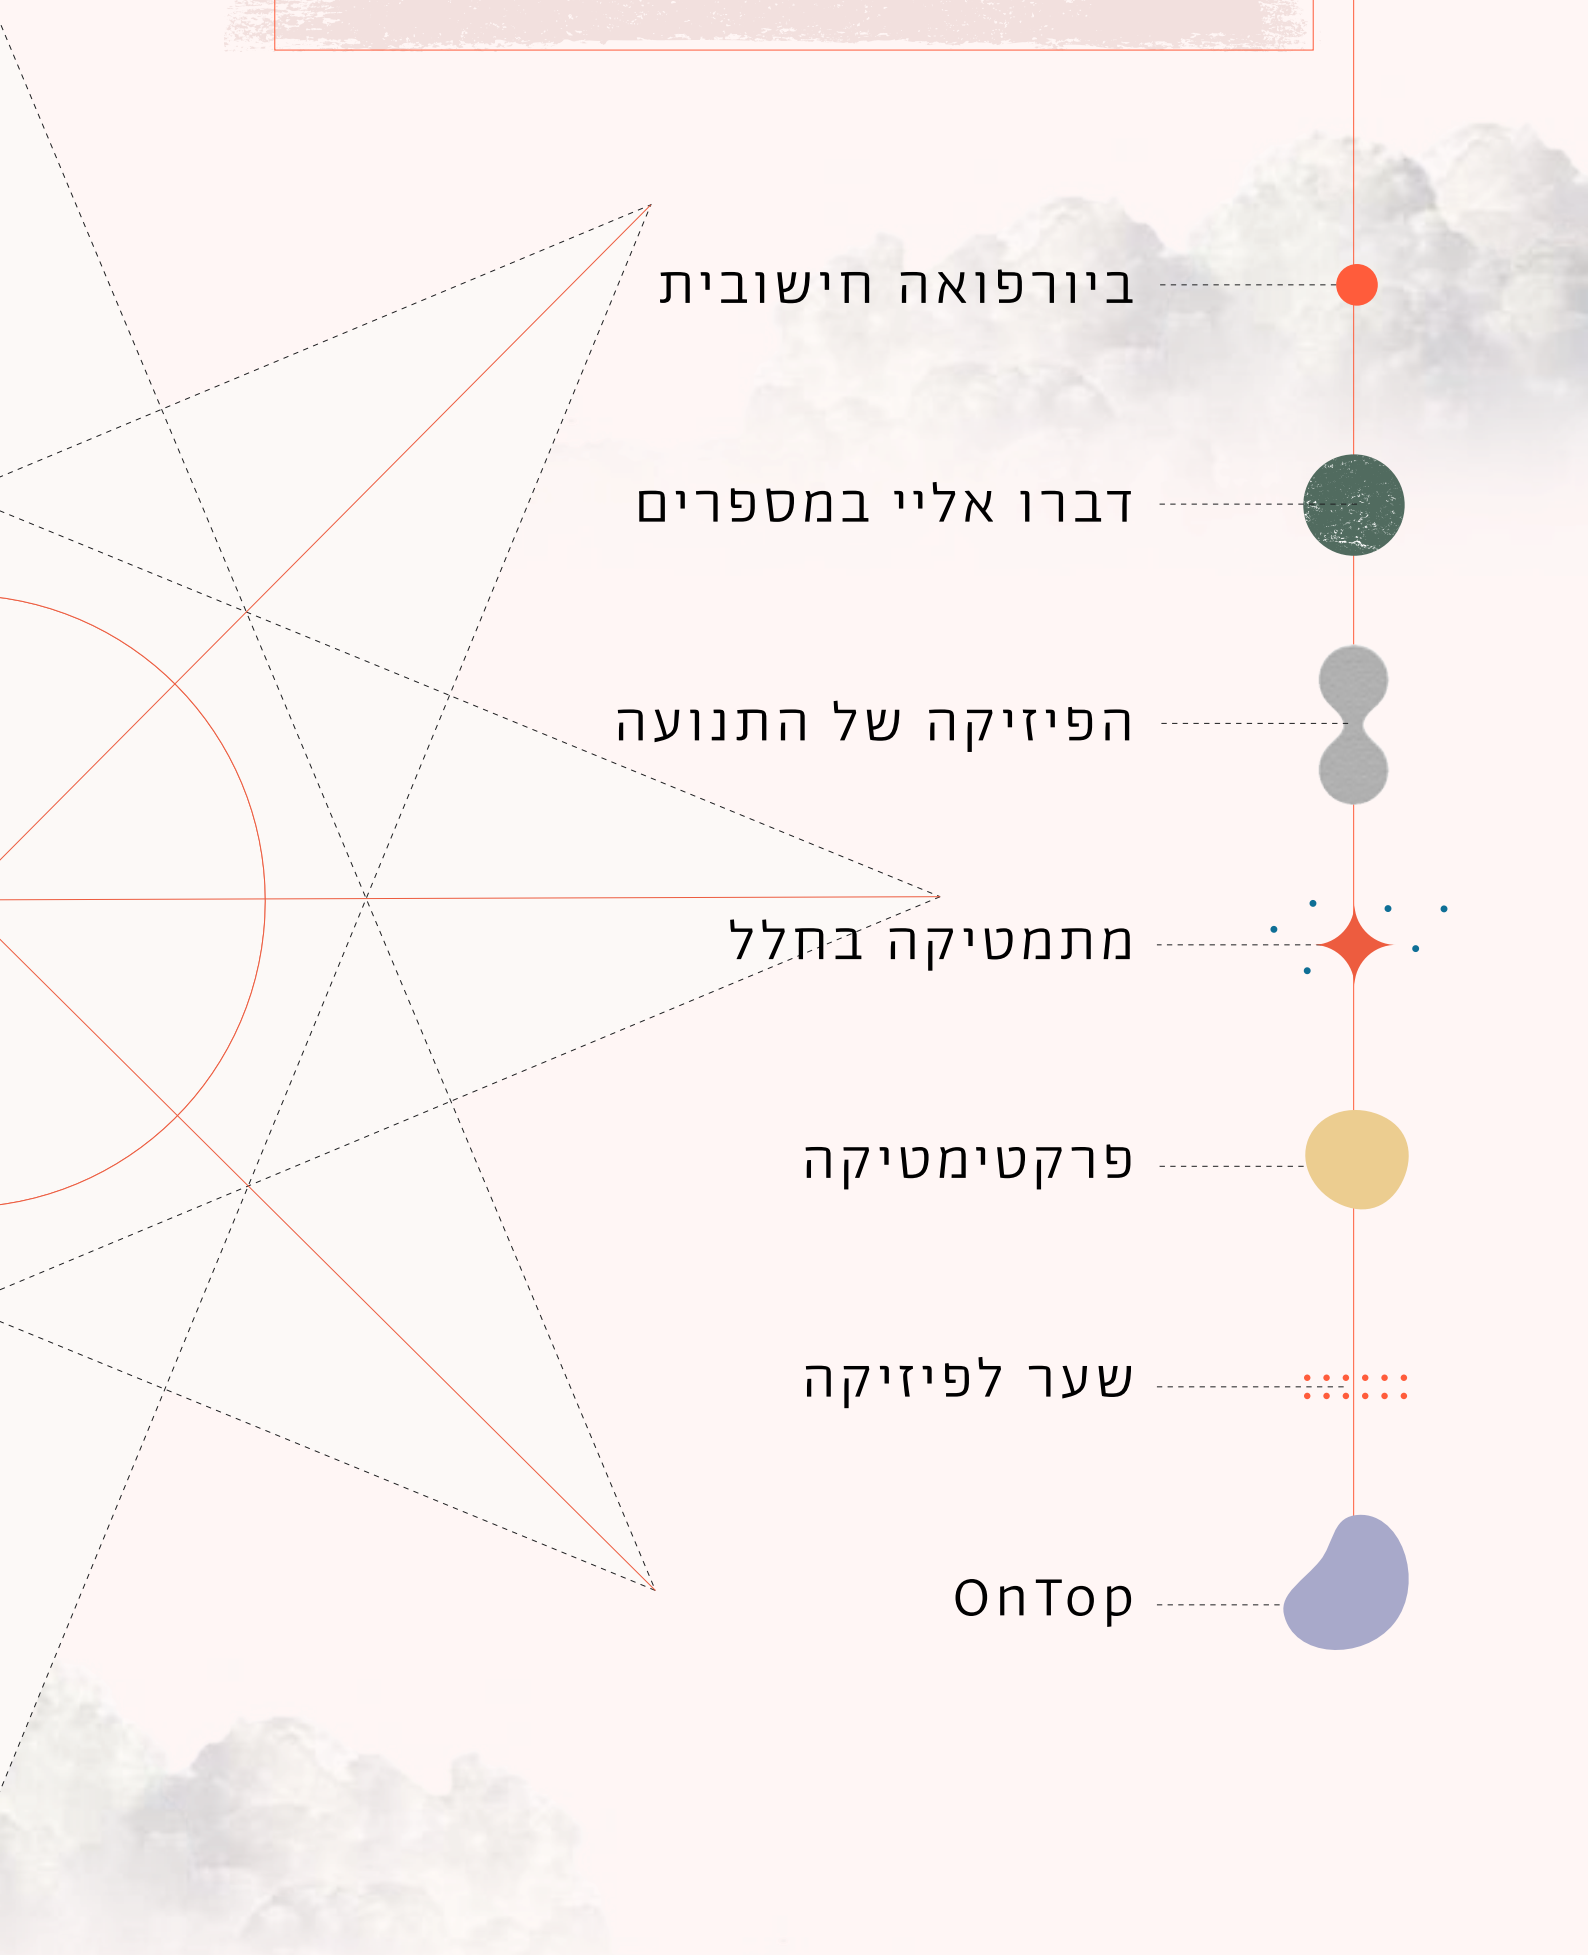 ביורפואה חישובית
דברו אליי במספרים
הפיזיקה של התנועה
מתמטיקה בחלל
פרקטימטיקה
שער לפיזיקה
OnTop